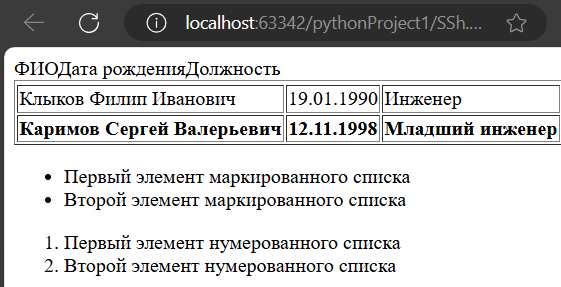 localhost:63342/pythonProject1/SSh....
ФИОДата рожденияДолжность
Клыков Филип Иванович 19.01.1990 Инженер
Каримов Сергей Валерьевич 12.11.1998 Младший инженер
• Первый элемент маркированного списка
• Второй элемент маркированного списка
1. Первый элемент нумерованного списка
2. Второй элемент нумерованного списка